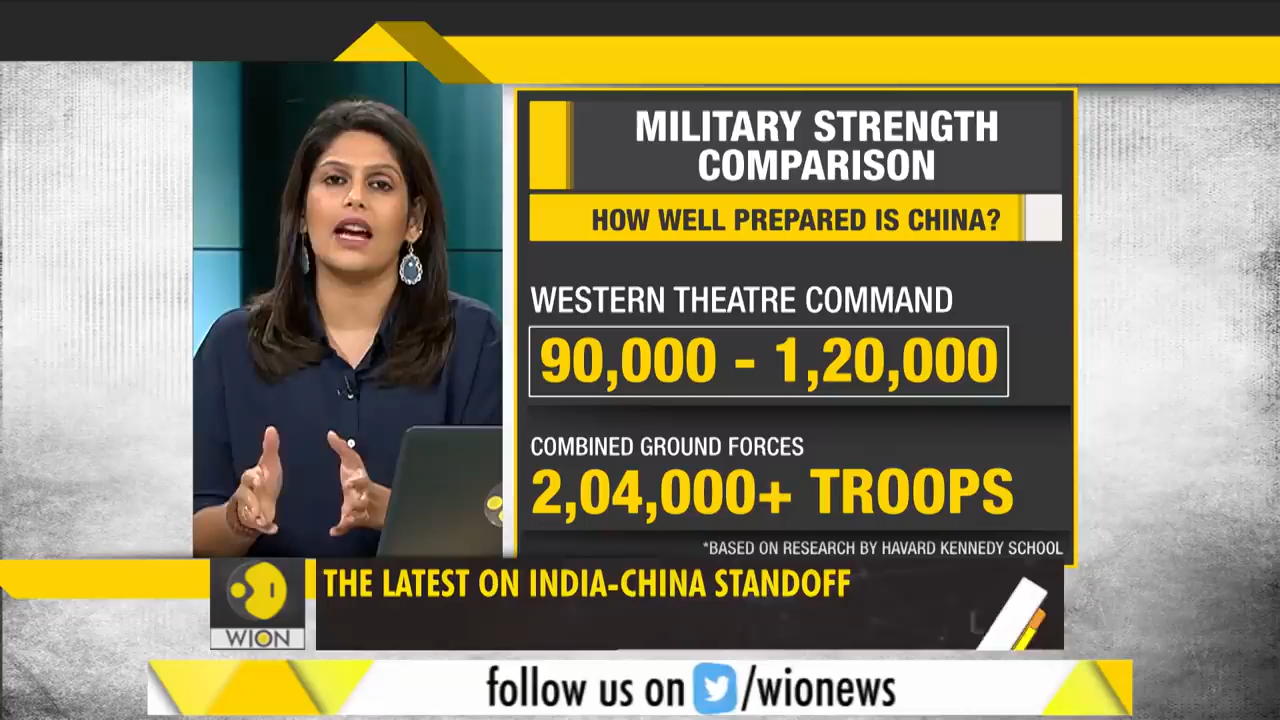 MILITARY STRENGTH
COMPARISON
HOW WELL PREPARED IS CHINA?
WESTERN THEATRE COMMAND
90,000 - 1,20,000
COMBINED GROUND FORCES
2,04,000+ TROOPS
*BASED ON RESEARCH BY HAVARD KENNEDY SCHOOL
THE LATEST ON INDIA-CHINA STANDOFF
WION
follow us on /wionews